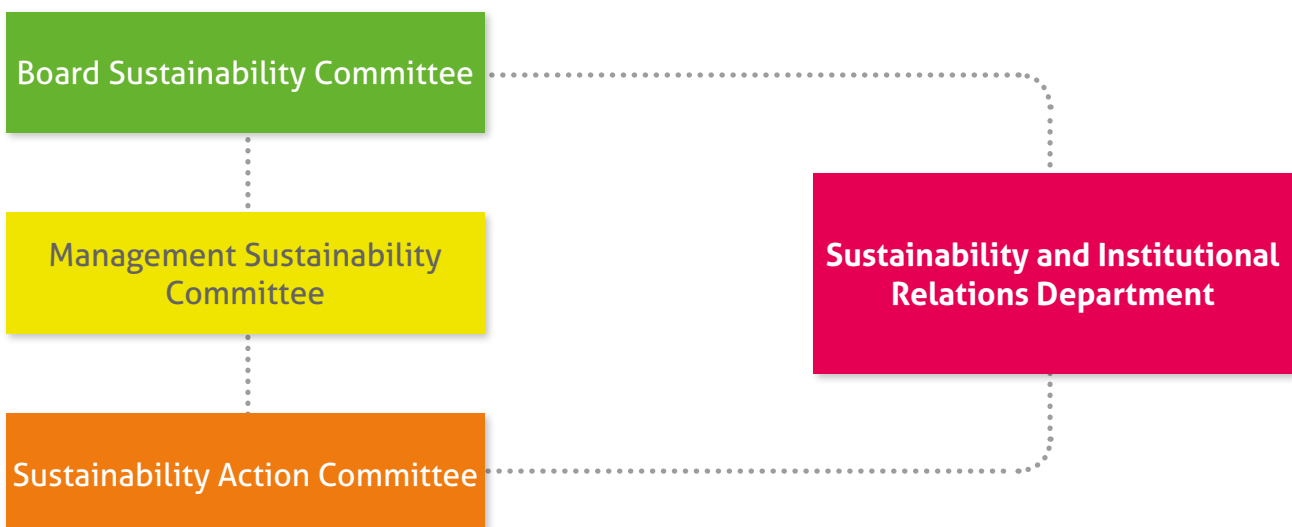 Board Sustainability Committee
Management Sustainability
Committee
Sustainability and Institutional
Relations Department
Sustainability Action Committee